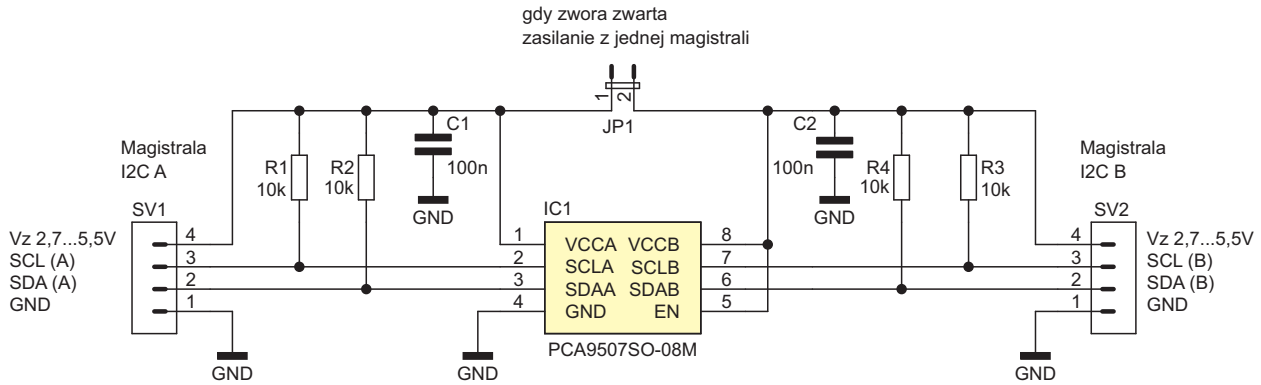 gdy zwora zwarta
zasilanie z jednej magistrali
1
2
JP1
Magistrala
I2C A
SV1
Vz 2,7...5,5V
SCL (A)
SDA (A)
GND
4
3
2
1
GND
R1
10k
R2
10k
C1
100n
GND
IC1
1
2
3
4
VCCA
SCLA
SDAA
GND
VCCB
SCLB
SDAB
EN
8
7
6
5
PCA9507SO-08M
GND
C2
100n
GND
R4
10k
R3
10k
Magistrala
I2C B
SV2
4
3
2
1
Vz 2,7...5,5V
SCL (B)
SDA (B)
GND
GND